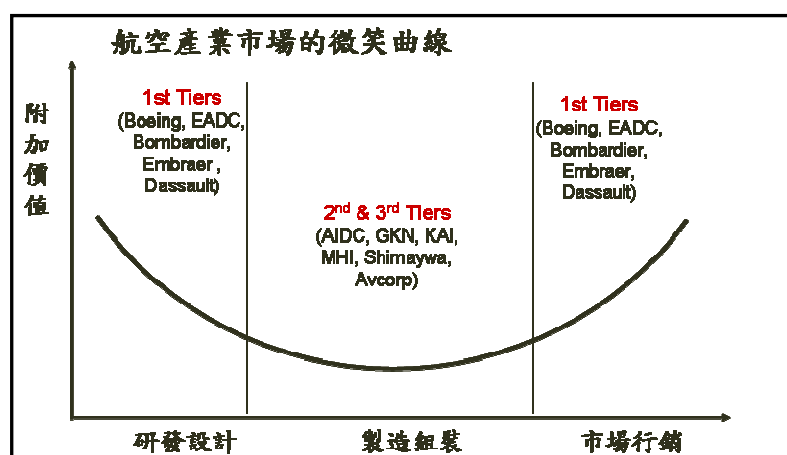 航空產業市場的微笑曲線
附加價值
1st Tiers
(Boeing, EADC,
Bombardier,
Embraer ,
Dassault)
2nd & 3rd Tiers
(AIDC, GKN, KAI,
MHI, Shimaywa,
Avcorp)
1st Tiers
(Boeing, EADC,
Bombardier,
Embraer,
Dassault)
研發設計
製造組裝
市場行銷